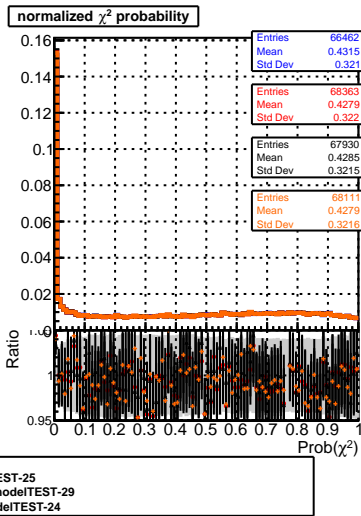 normalized χ² probability
0.16
0.14
0.12
0.1
0.08
0.06
0.04
0.02
Entries 66462
Mean 0.4315
Std Dev 0.321
Entries 68363
Mean 0.4279
Std Dev 0.322
Entries 67930
Mean 0.4285
Std Dev 0.3215
Entries 68111
Mean 0.4279
Std Dev 0.3216
Ratio
1
0.95
0 0.1 0.2 0.3 0.4 0.5 0.6 0.7 0.8 0.9 1
Prob(χ²)
EST-25
modelTEST-29
delTEST-24